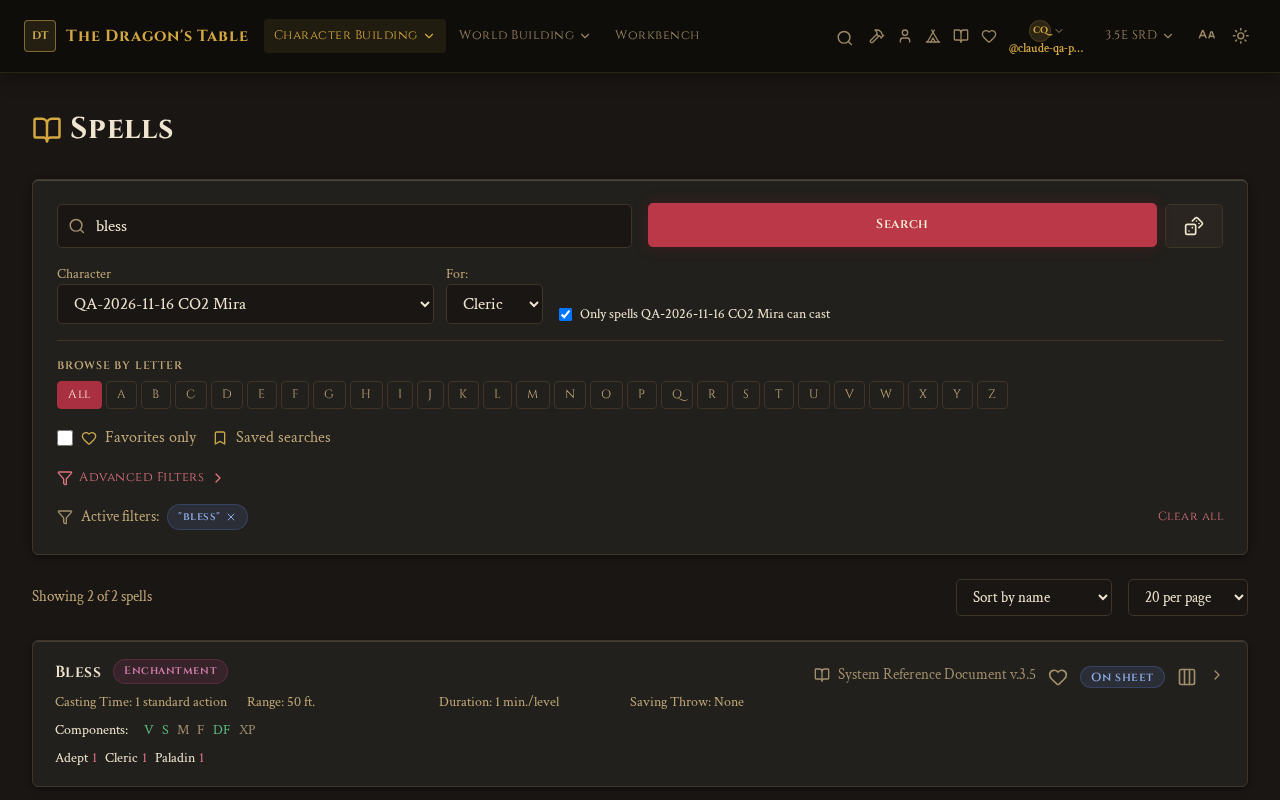 DT The Dragon's Table Character Building World Building Workbench CQ @claude-qa-p... 3.5E SRD AA
Spells
bless Search
Character For:
QA-2026-11-16 CO2 Mira Cleric Only spells QA-2026-11-16 CO2 Mira can cast
Browse by letter
All A B C D E F G H I J K L M N O P Q R S T U V W X Y Z
Favorites only Saved searches
Advanced Filters
Active filters: "bless" × Clear all
Showing 2 of 2 spells Sort by name 20 per page
Bless Enchantment System Reference Document v.3.5 On sheet
Casting Time: 1 standard action Range: 50 ft. Duration: 1 min./level Saving Throw: None
Components: V S M F DF XP
Adept 1 Cleric 1 Paladin 1